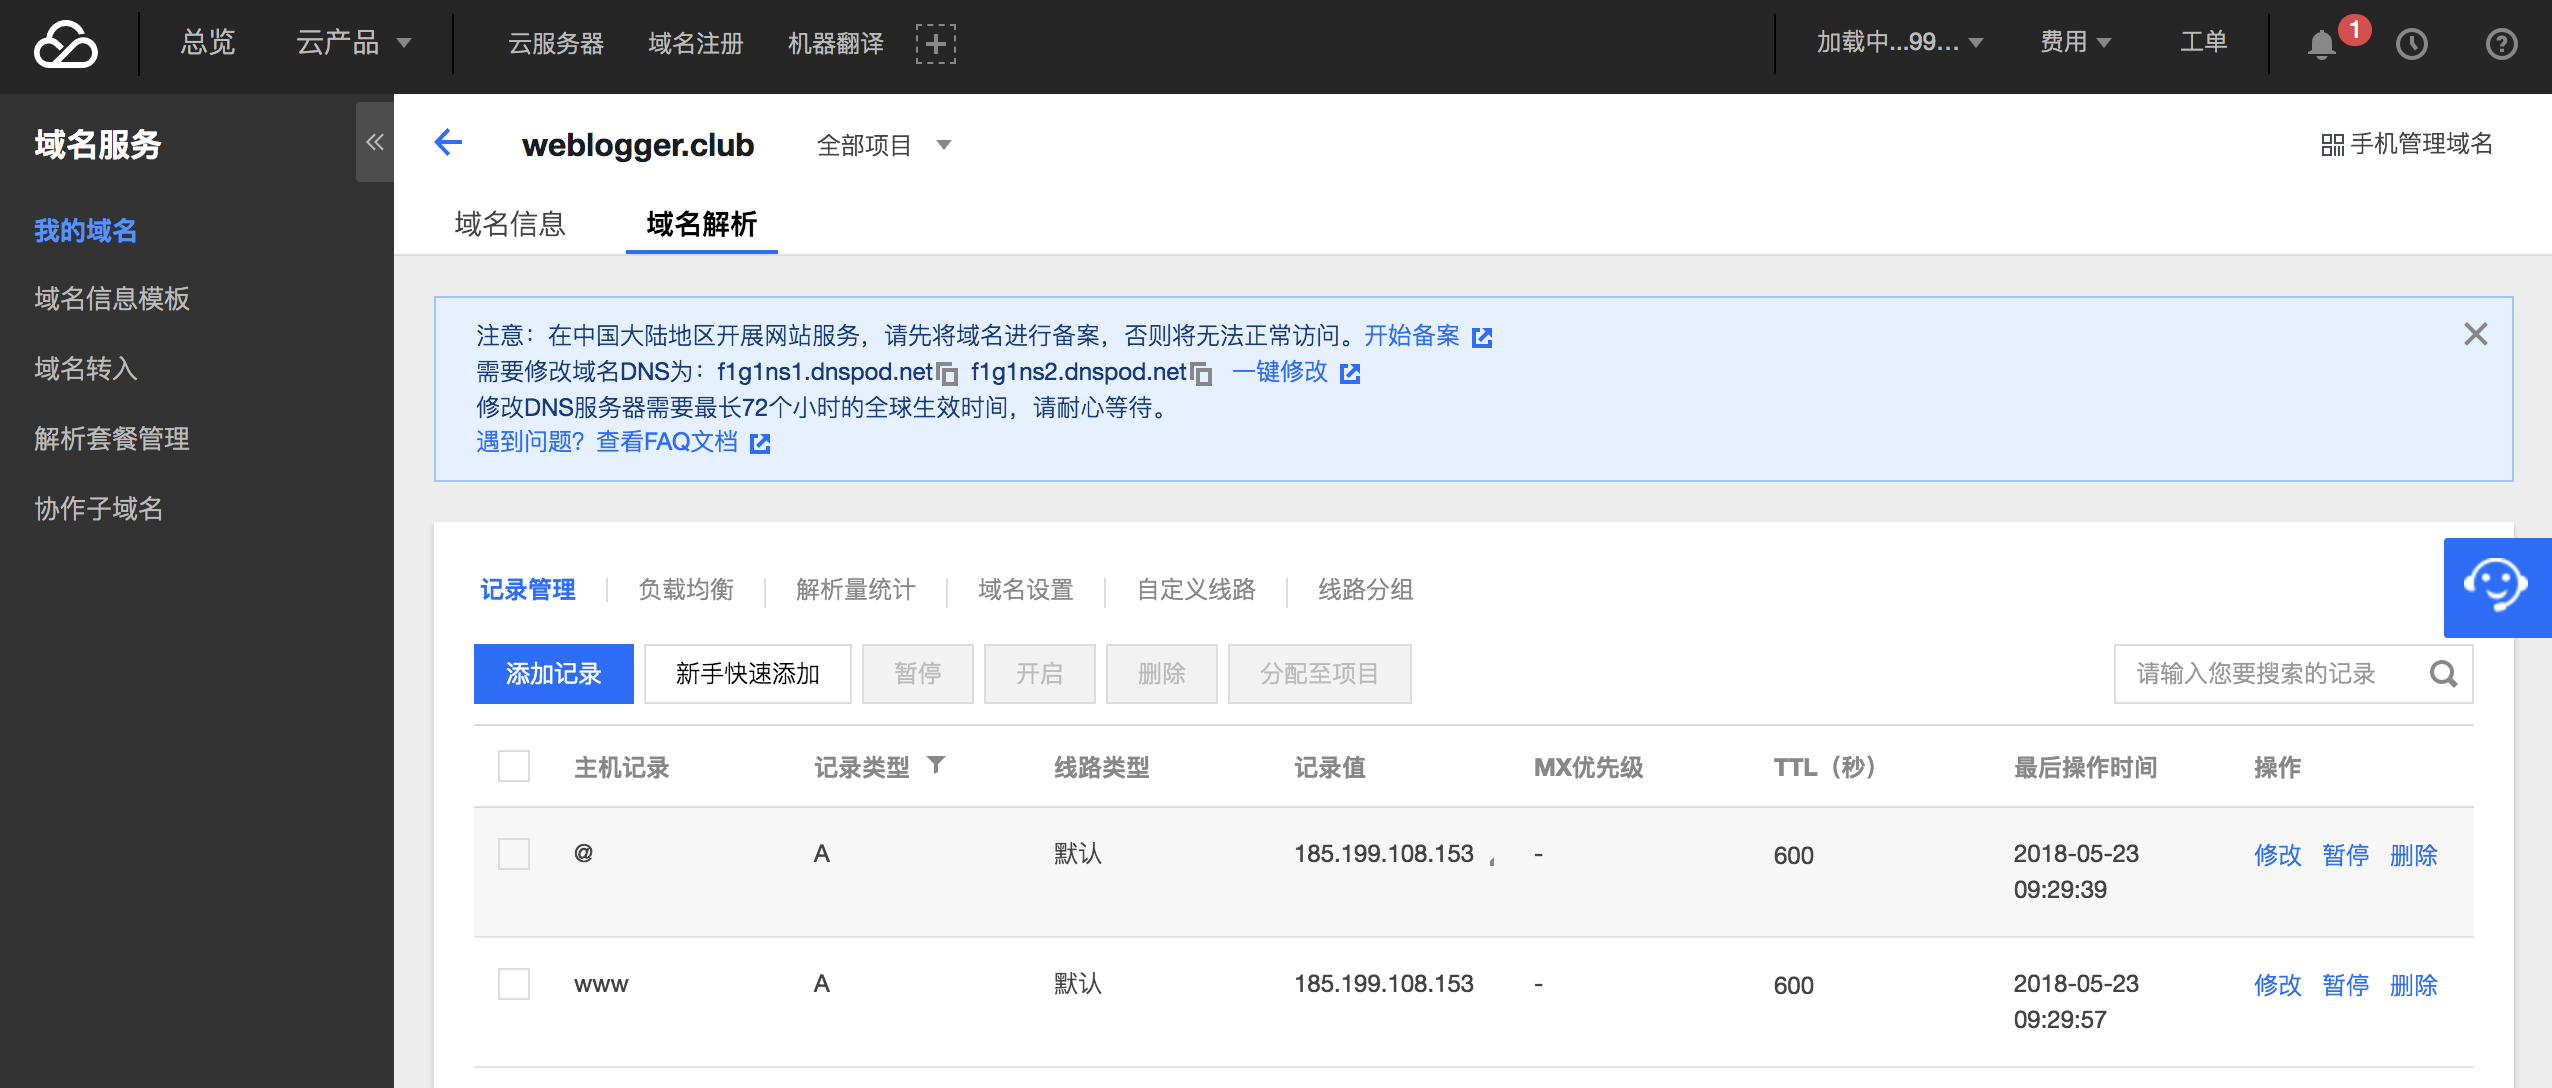 总览 云产品 云服务器 域名注册 机器翻译 加载中...99... 费用 工单 1
域名服务
我的域名
域名信息模板
域名转入
解析套餐管理
协作子域名
weblogger.club 全部项目 手机管理域名
域名信息 域名解析
注意：在中国大陆地区开展网站服务，请先将域名进行备案，否则将无法正常访问。开始备案
需要修改域名DNS为：f1g1ns1.dnspod.net f1g1ns2.dnspod.net 一键修改
修改DNS服务器需要最长72个小时的全球生效时间，请耐心等待。
遇到问题？查看FAQ文档
记录管理 负载均衡 解析量统计 域名设置 自定义线路 线路分组
添加记录 新手快速添加 暂停 开启 删除 分配至项目 请输入您要搜索的记录
主机记录 记录类型 线路类型 记录值 MX优先级 TTL（秒） 最后操作时间 操作
@ A 默认 185.199.108.153 - 600 2018-05-23 修改 暂停 删除
09:29:39
www A 默认 185.199.108.153 - 600 2018-05-23 修改 暂停 删除
09:29:57